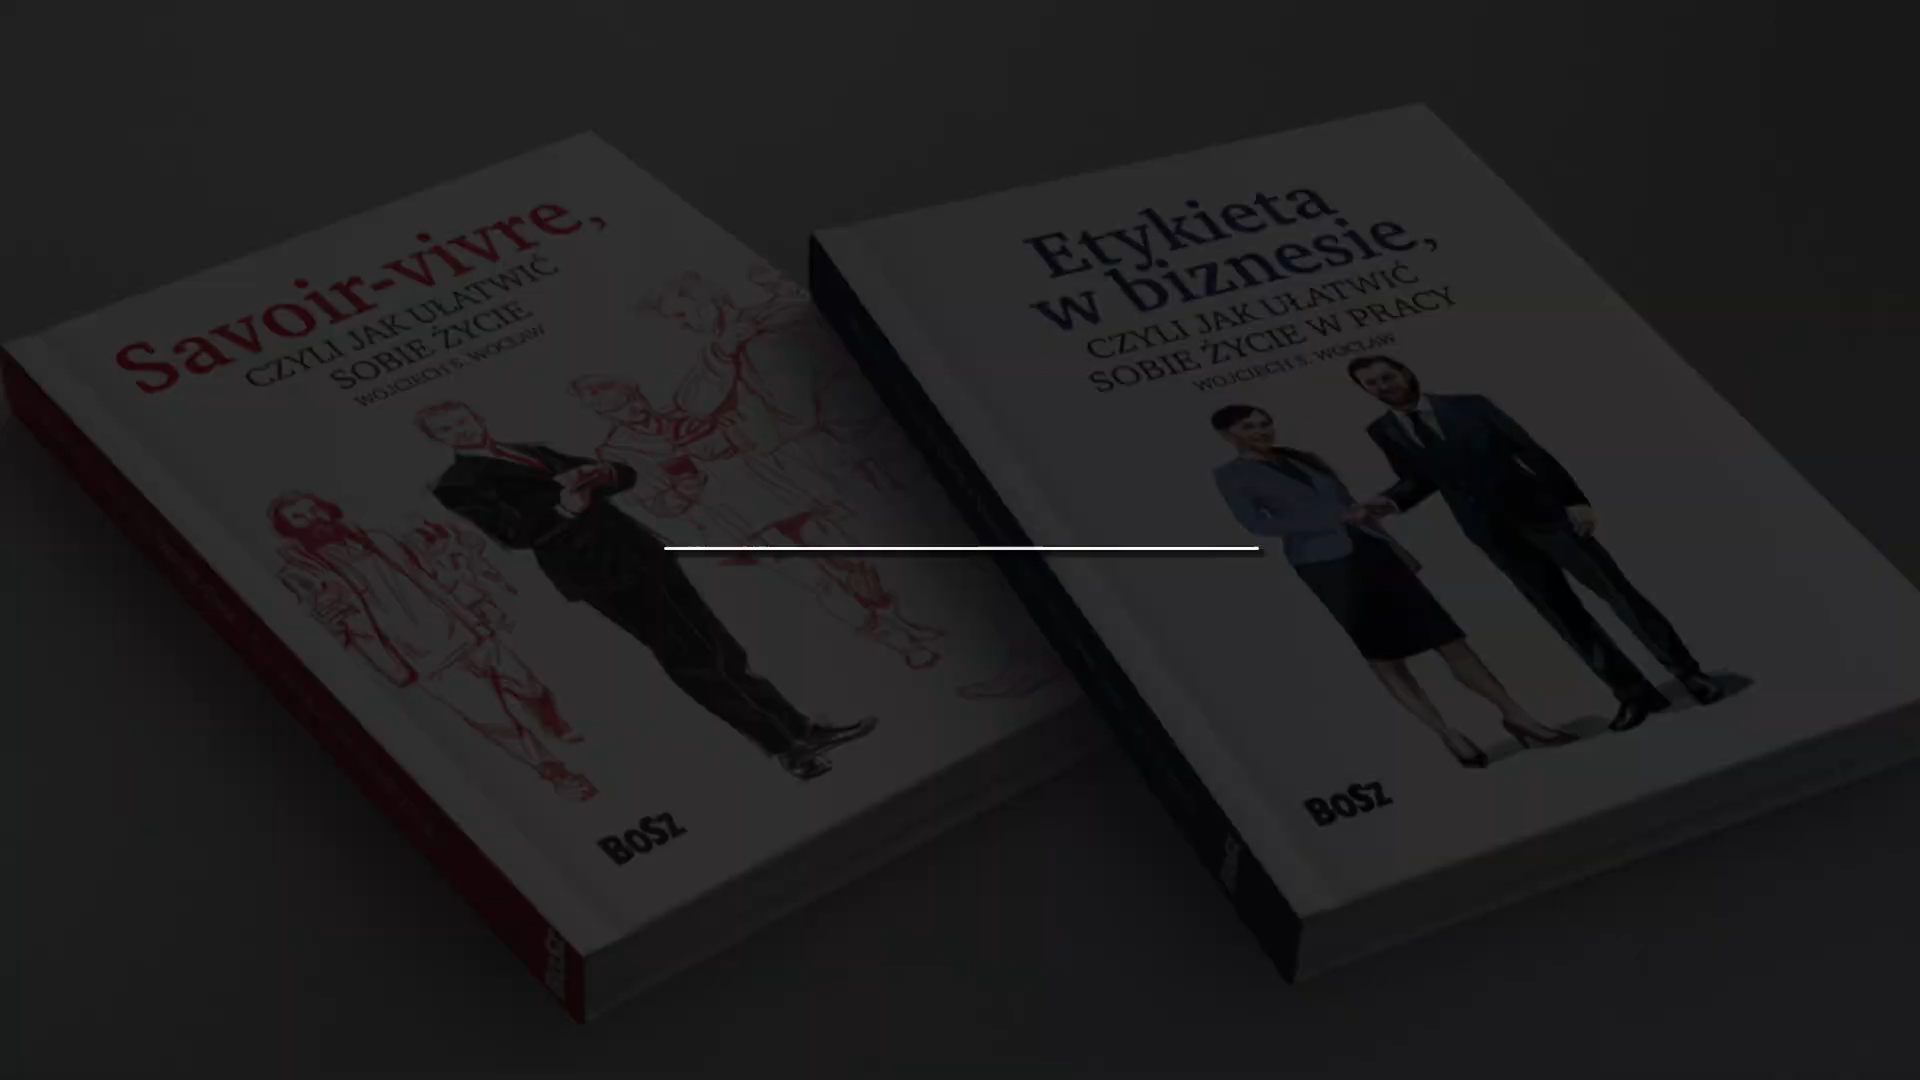 Savoir-vivre,
CZYLI JAK UŁATWIĆ
SOBIE ŻYCIE
WOJCIECH S. WOCŁAW
BOSZ
BOSZ
Etykieta
w biznesie,
CZYLI JAK UŁATWIĆ
SOBIE ŻYCIE W PRACY
WOJCIECH S. WOCŁAW
BOSZ